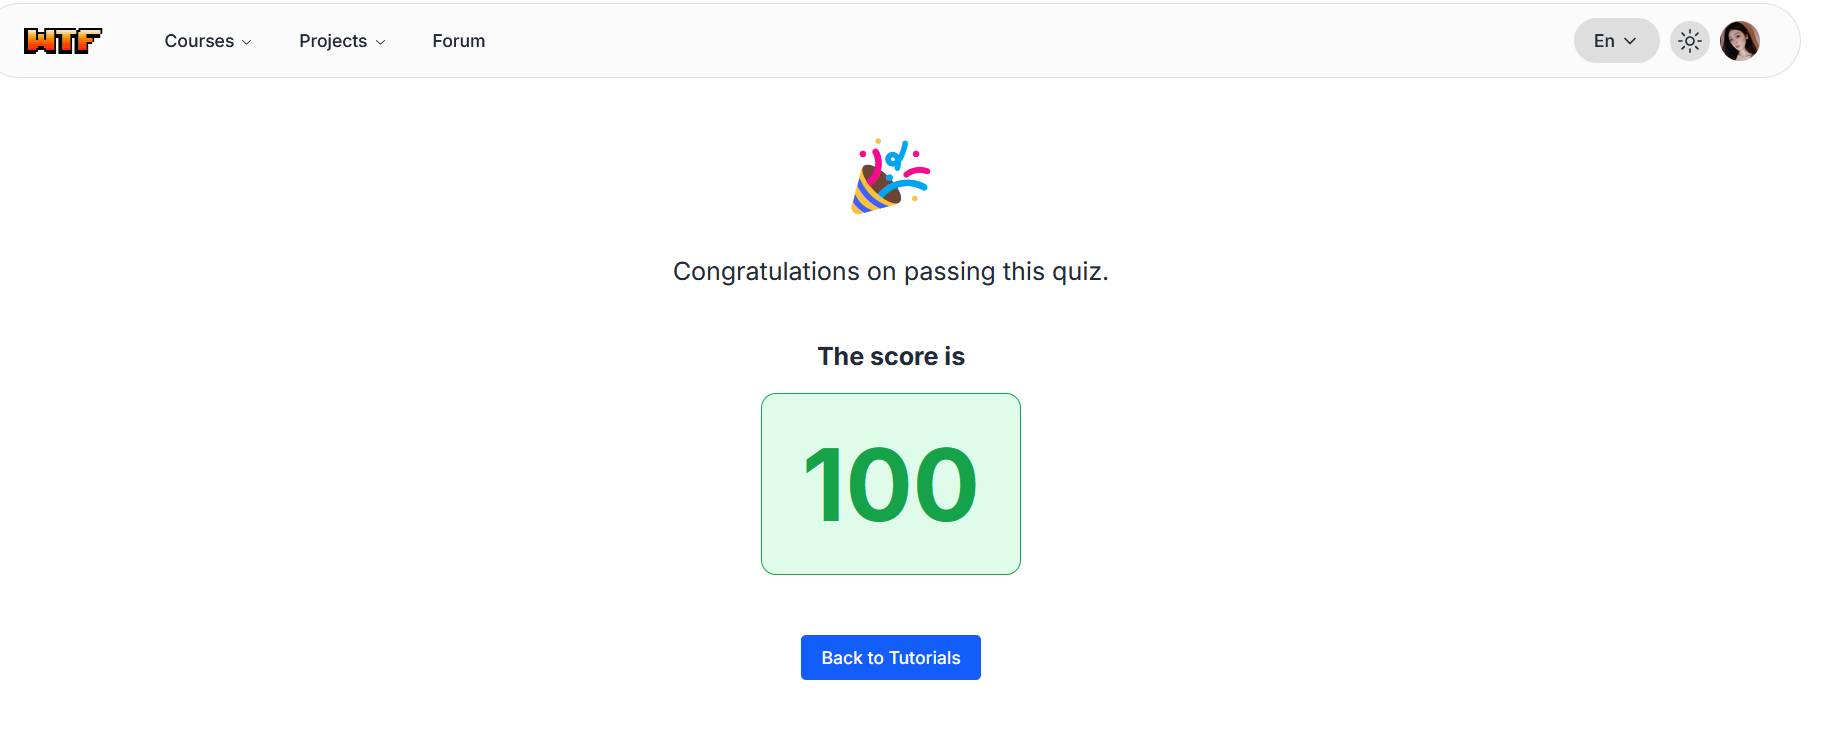 WTF Courses Projects Forum En
Congratulations on passing this quiz.
The score is
100
Back to Tutorials